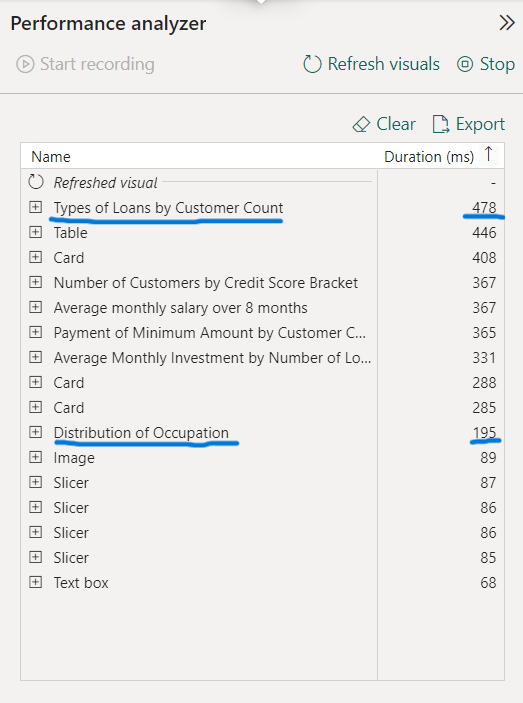 Performance analyzer
Start recording Refresh visuals Stop
Clear Export
Name Duration (ms)
Refreshed visual -
Types of Loans by Customer Count 478
Table 446
Card 408
Number of Customers by Credit Score Bracket 367
Average monthly salary over 8 months 367
Payment of Minimum Amount by Customer C... 365
Average Monthly Investment by Number of Lo... 331
Card 288
Card 285
Distribution of Occupation 195
Image 89
Slicer 87
Slicer 86
Slicer 86
Slicer 85
Text box 68